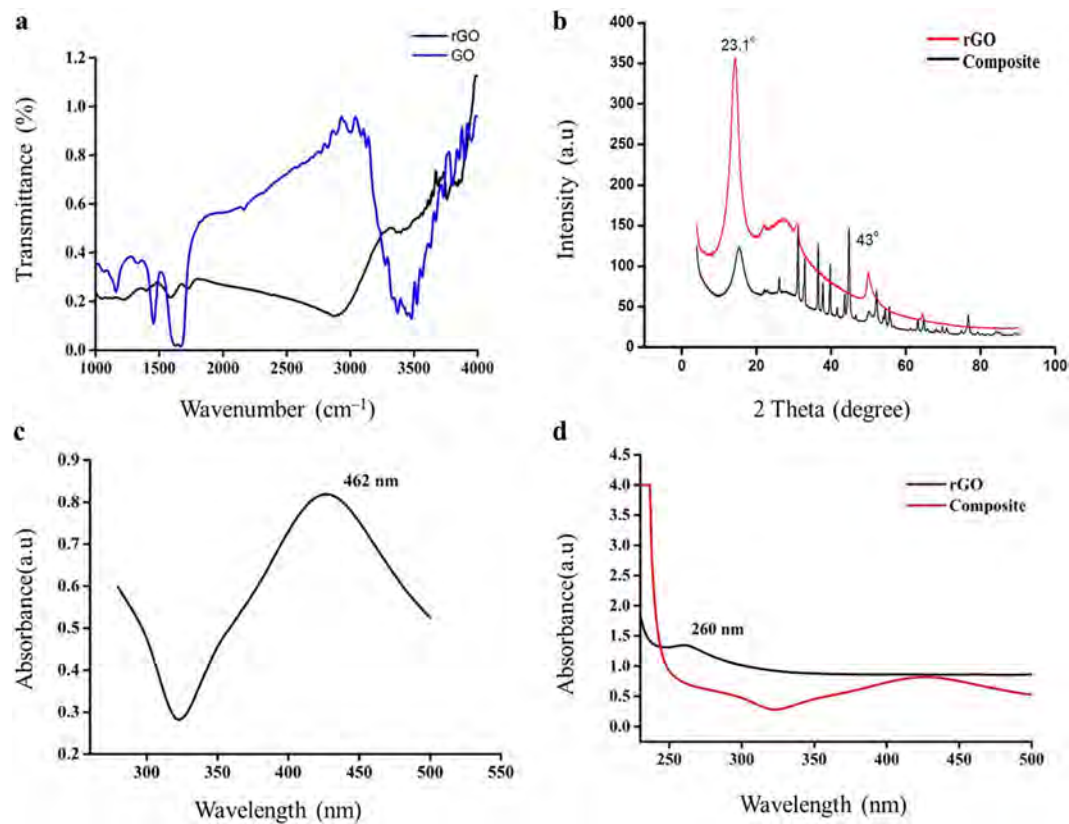 a
rGO
GO
Transmittance (%)
1.2
1.0
0.8
0.6
0.4
0.2
0.0
1000 1500 2000 2500 3000 3500 4000
Wavenumber (cm⁻¹)
b
rGO
Composite
23.1°
43°
Intensity (a.u)
400
350
300
250
200
150
100
50
0
0 20 40 60 80 100
2 Theta (degree)
c
462 nm
Absorbance(a.u)
0.9
0.8
0.7
0.6
0.5
0.4
0.3
0.2
300 350 400 450 500 550
Wavelength (nm)
d
rGO
Composite
260 nm
Absorbance(a.u)
4.5
4.0
3.5
3.0
2.5
2.0
1.5
1.0
0.5
0.0
250 300 350 400 450 500
Wavelength (nm)